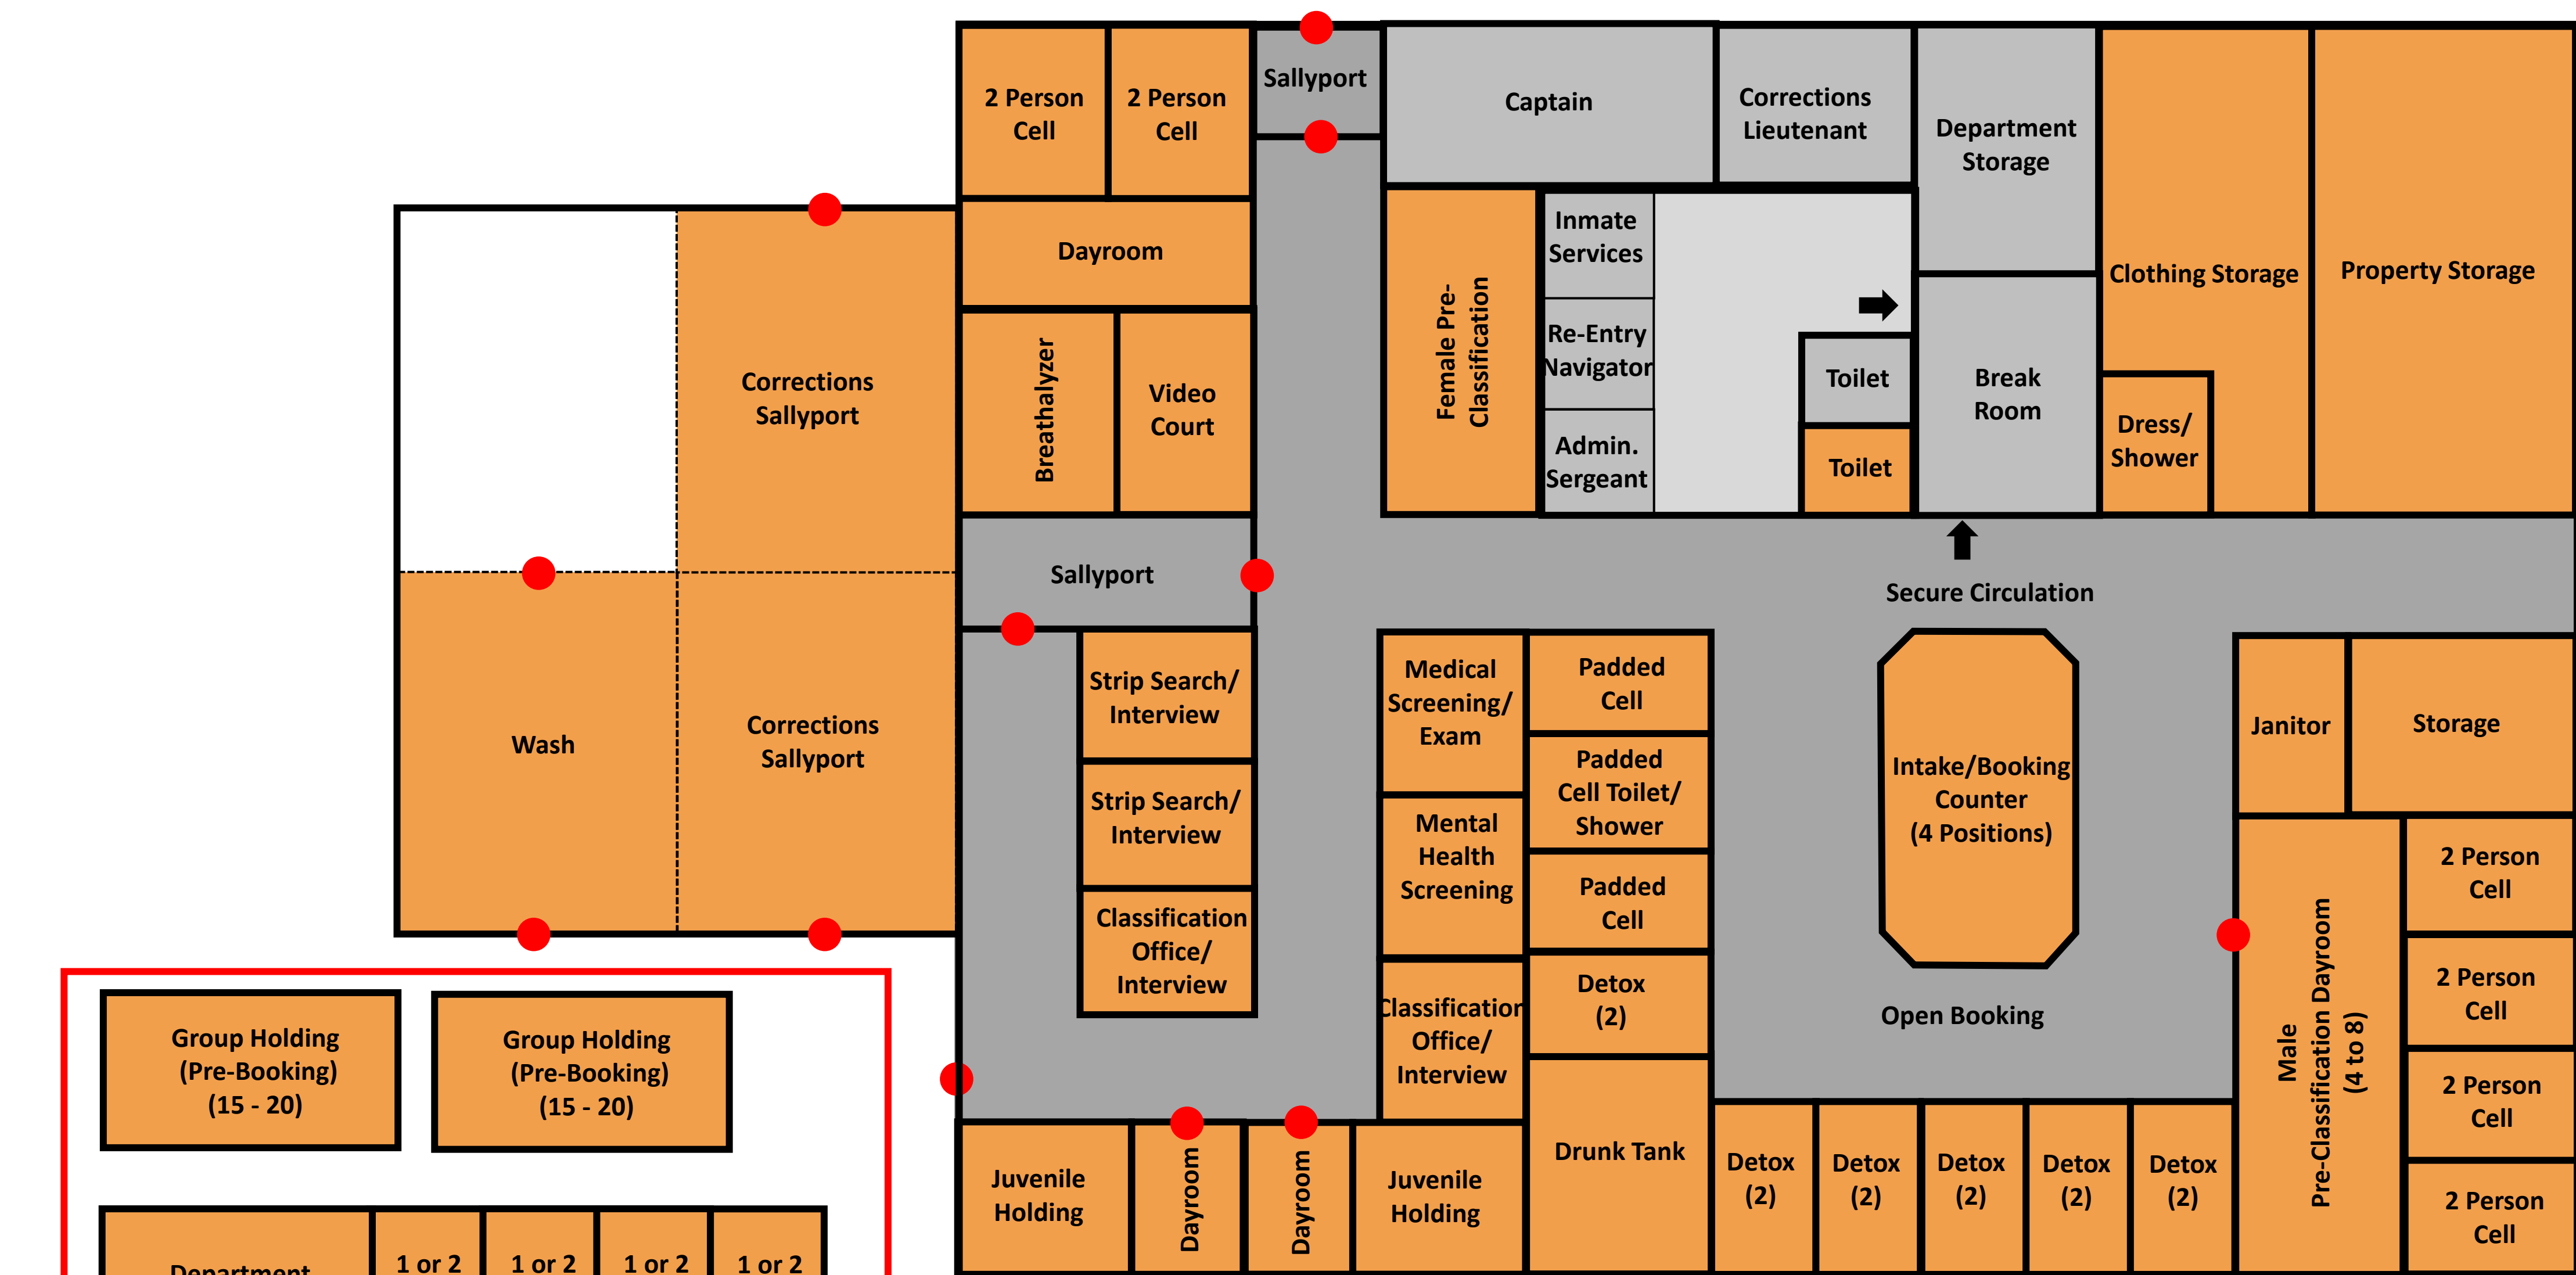 2 Person
Cell
2 Person
Cell
Sallyport
Captain
Corrections
Lieutenant
Department
Storage
Clothing Storage
Property Storage
Dayroom
Inmate
Services
Re-Entry
Navigator
Admin.
Sergeant
Female Pre-
Classification
Toilet
Toilet
Break
Room
Dress/
Shower
Corrections
Sallyport
Breathalyzer
Video
Court
Sallyport
Secure Circulation
Wash
Corrections
Sallyport
Strip Search/
Interview
Strip Search/
Interview
Classification
Office/
Interview
Medical
Screening/
Exam
Mental
Health
Screening
Classification
Office/
Interview
Padded
Cell
Padded
Cell Toilet/
Shower
Padded
Cell
Detox
(2)
Drunk Tank
Intake/Booking
Counter
(4 Positions)
Open Booking
Janitor
Storage
Male
Pre-Classification Dayroom
(4 to 8)
2 Person
Cell
2 Person
Cell
2 Person
Cell
2 Person
Cell
Juvenile
Holding
Dayroom
Dayroom
Juvenile
Holding
Detox
(2)
Detox
(2)
Detox
(2)
Detox
(2)
Detox
(2)
Group Holding
(Pre-Booking)
(15 - 20)
Group Holding
(Pre-Booking)
(15 - 20)
Department
1 or 2
1 or 2
1 or 2
1 or 2